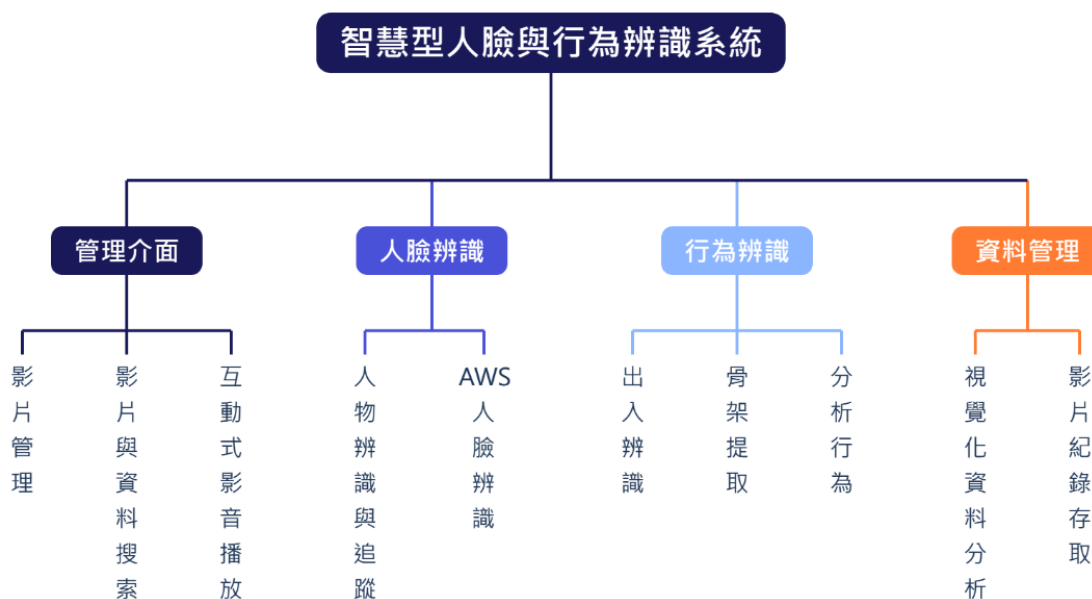 智慧型人臉與行為辨識系統
管理介面
人臉辨識
行為辨識
資料管理
影片管理
影片與資料搜索
互動式影音播放
人物辨識與追蹤
AWS人臉辨識
出入辨識
骨架提取
分析行為
視覺化資料分析
影片紀錄存取